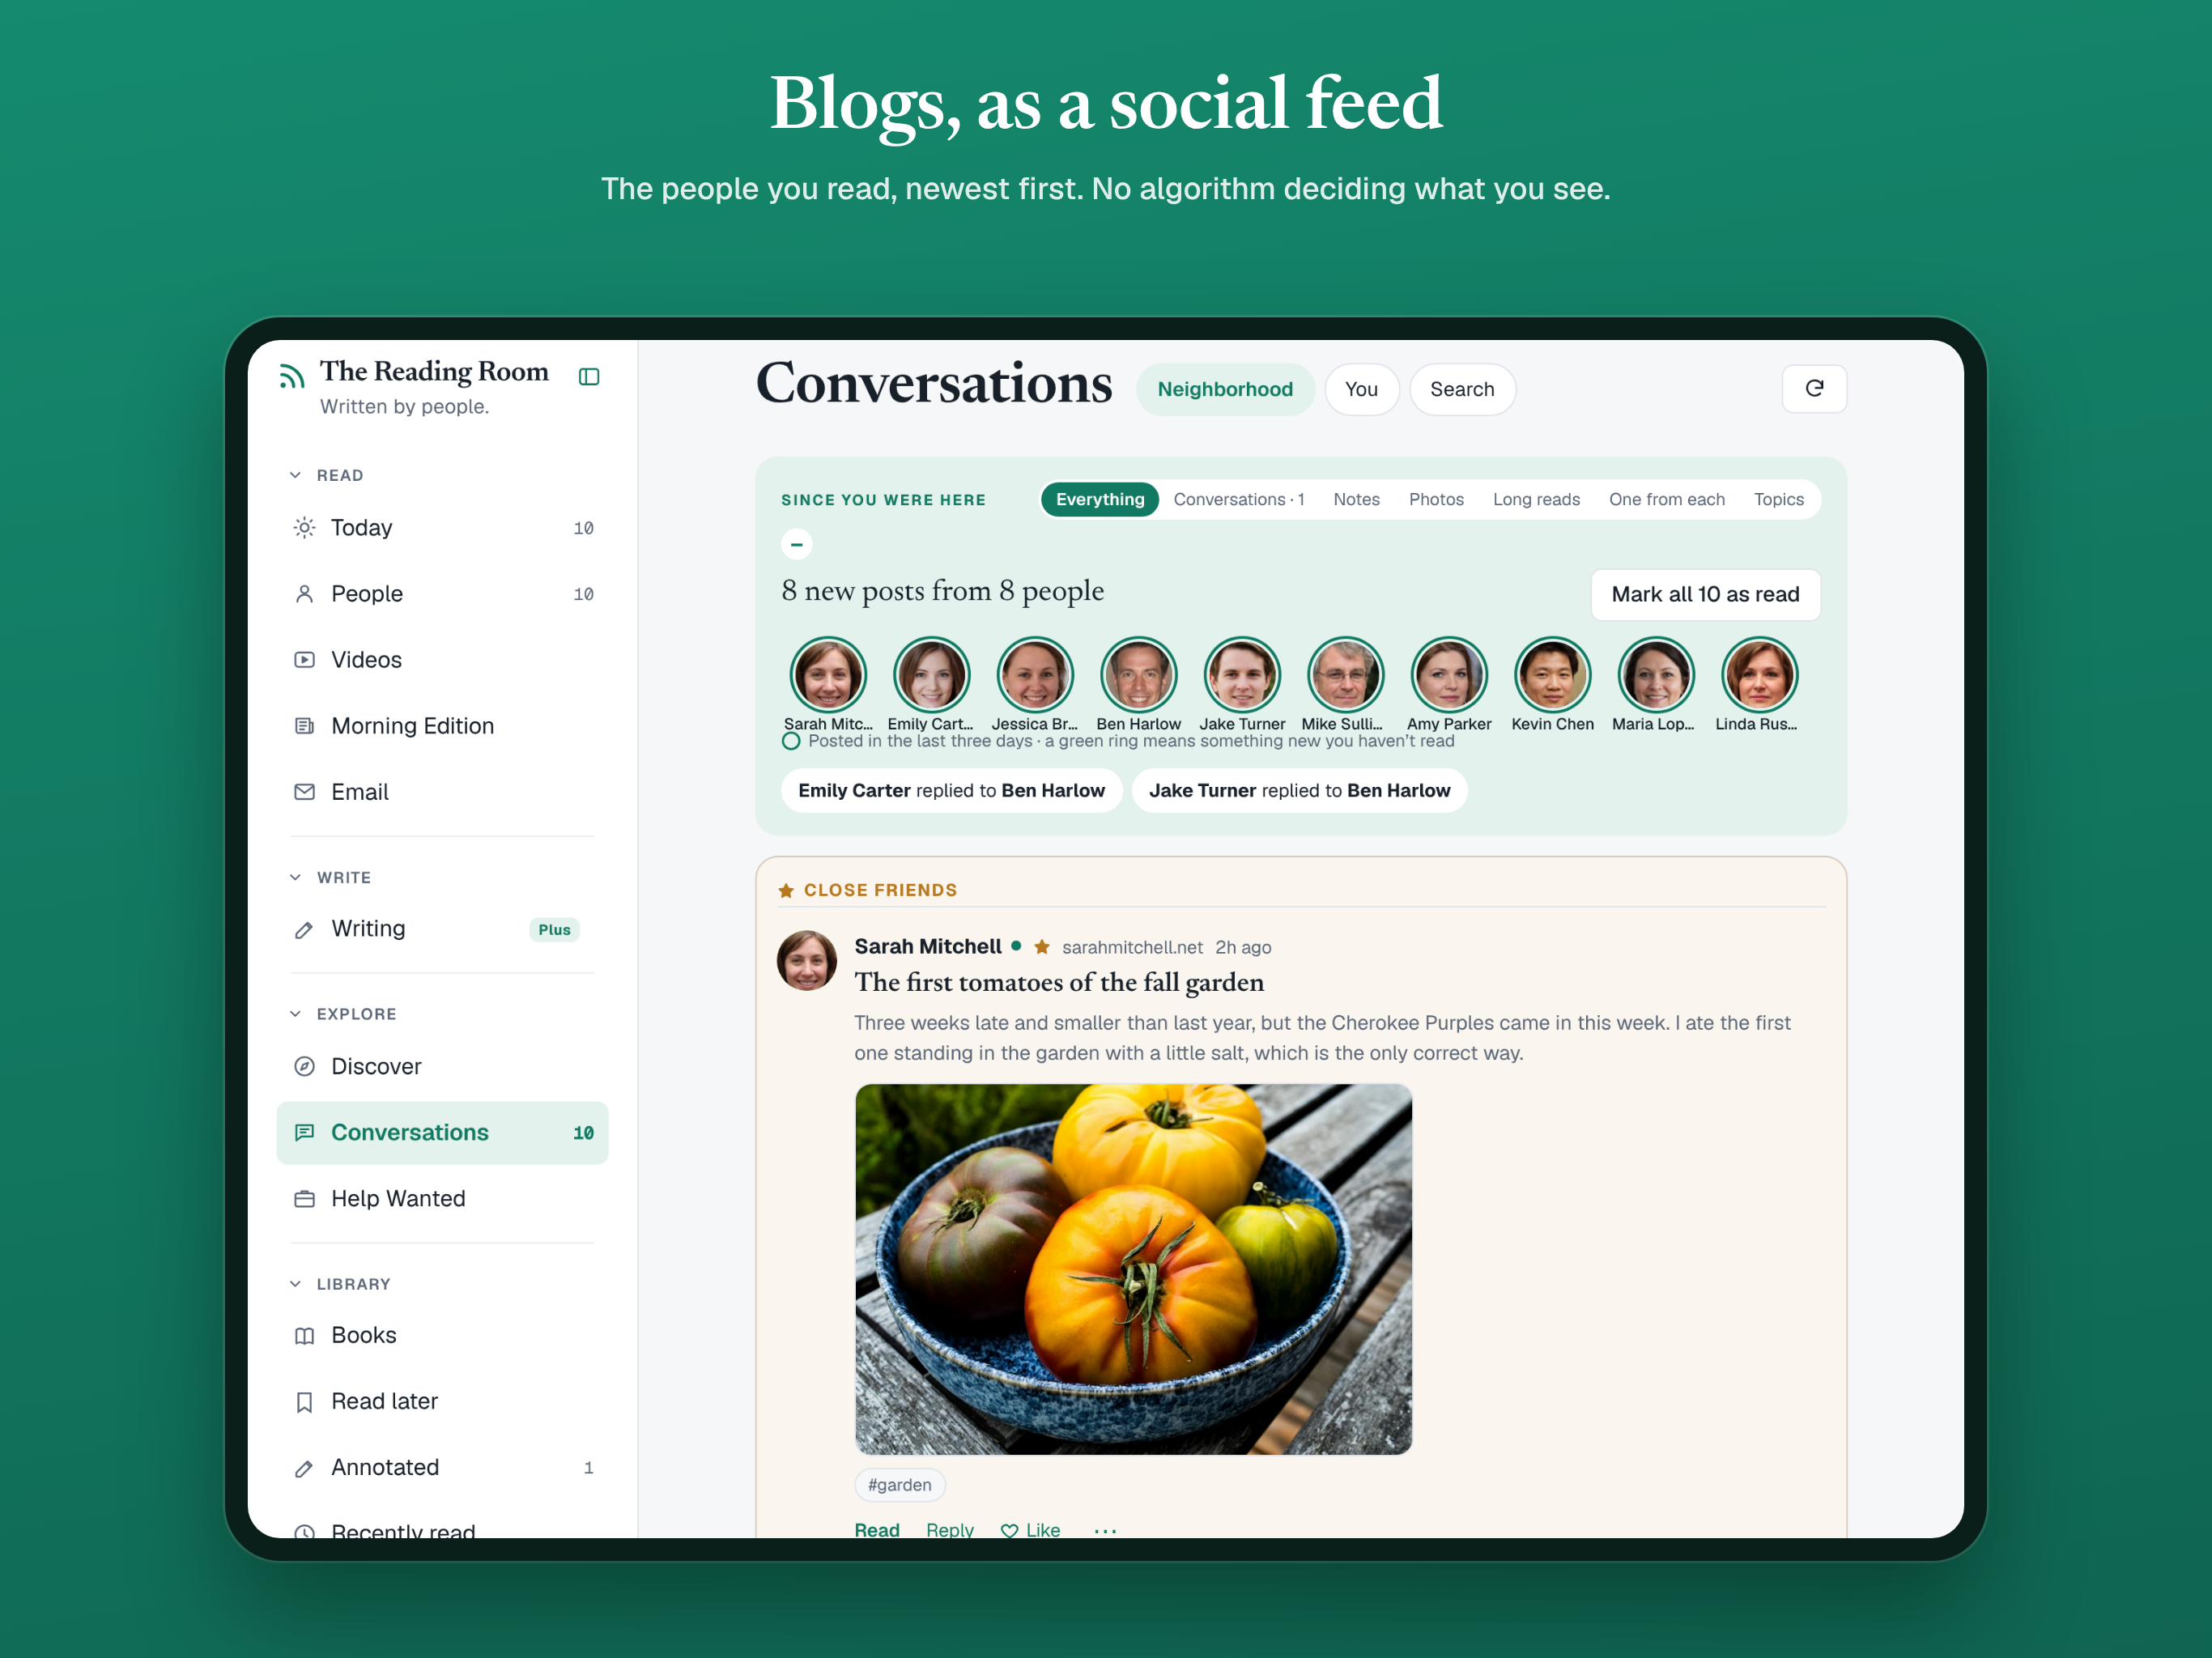 Blogs, as a social feed
The people you read, newest first. No algorithm deciding what you see.
The Reading Room
Written by people.
READ
Today 10
People 10
Videos
Morning Edition
Email
WRITE
Writing Plus
EXPLORE
Discover
Conversations 10
Help Wanted
LIBRARY
Books
Read later
Annotated 1
Recently read
Conversations Neighborhood You Search
SINCE YOU WERE HERE Everything Conversations · 1 Notes Photos Long reads One from each Topics
8 new posts from 8 people Mark all 10 as read
Sarah Mitc... Emily Cart... Jessica Br... Ben Harlow Jake Turner Mike Sulli... Amy Parker Kevin Chen Maria Lop... Linda Rus...
Posted in the last three days · a green ring means something new you haven’t read
Emily Carter replied to Ben Harlow Jake Turner replied to Ben Harlow
CLOSE FRIENDS
Sarah Mitchell sarahmitchell.net 2h ago
The first tomatoes of the fall garden
Three weeks late and smaller than last year, but the Cherokee Purples came in this week. I ate the first
one standing in the garden with a little salt, which is the only correct way.
#garden
Read Reply Like ...